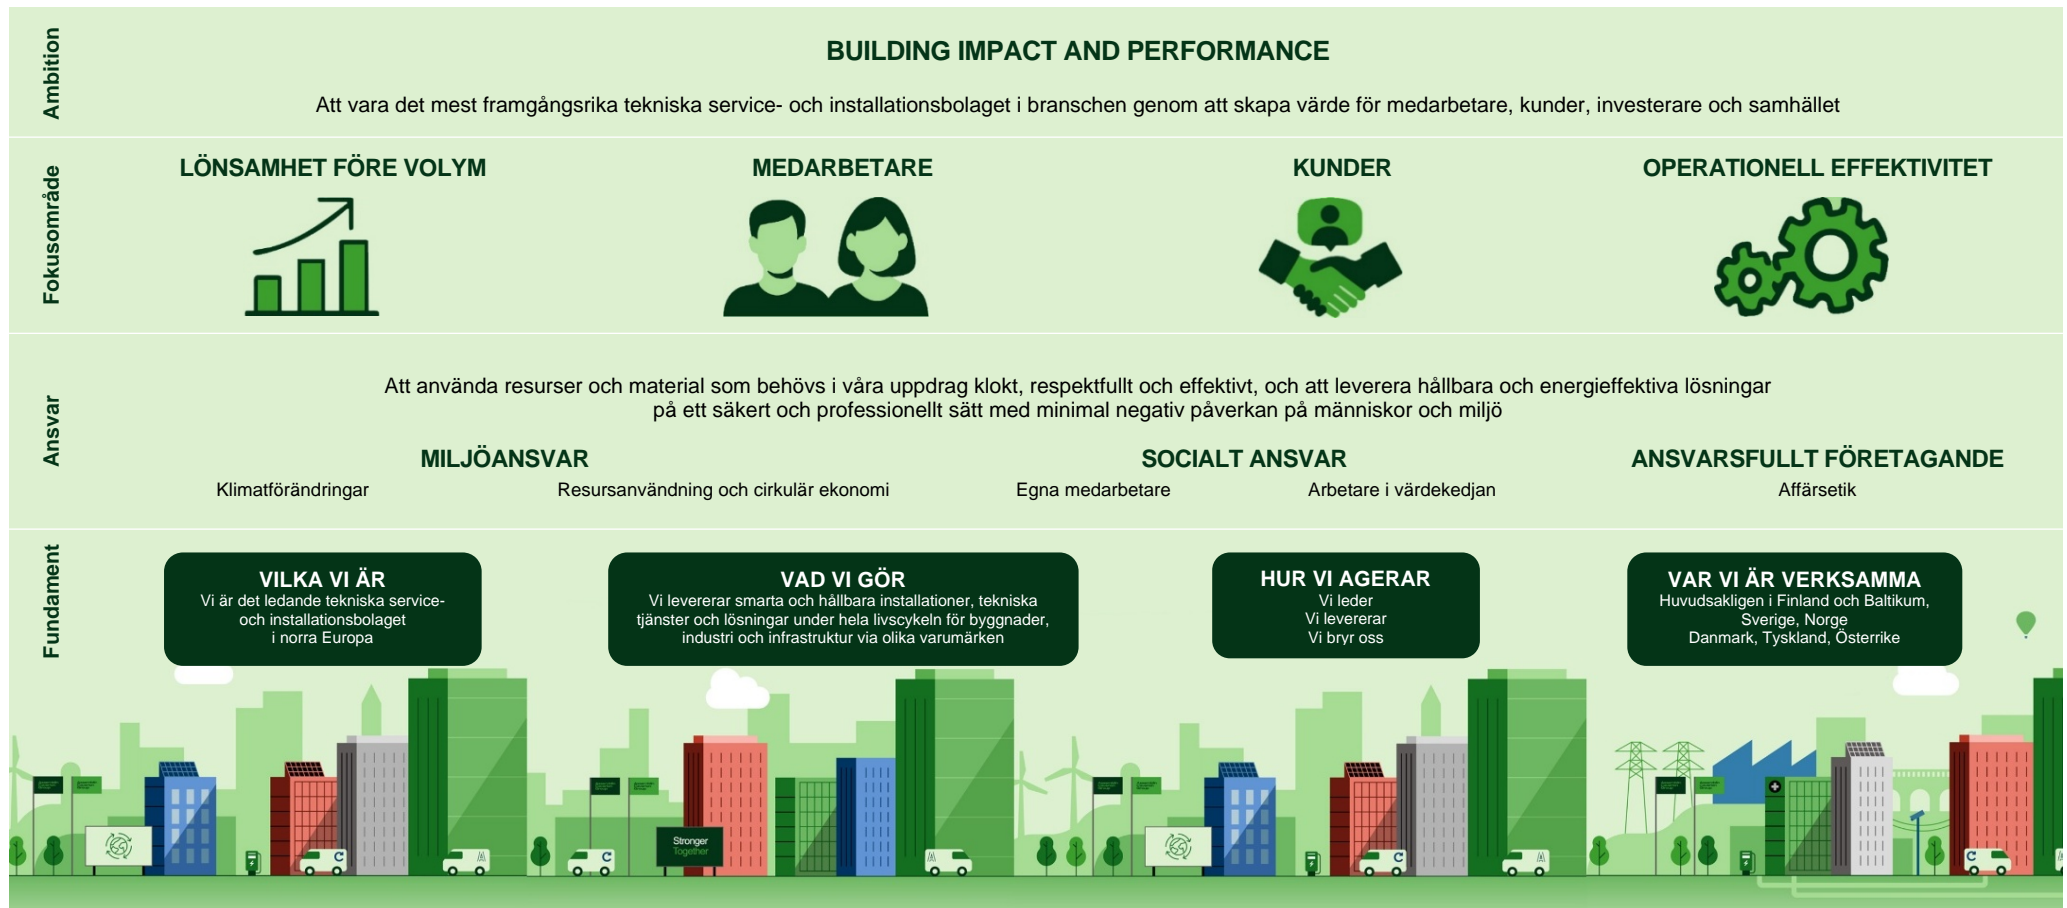 Ambition
BUILDING IMPACT AND PERFORMANCE
Att vara det mest framgångsrika tekniska service- och installationsbolaget i branschen genom att skapa värde för medarbetare, kunder, investerare och samhället
Fokusområde
LÖNSAMHET FÖRE VOLYM
MEDARBETARE
KUNDER
OPERATIONELL EFFEKTIVITET
Ansvar
Att använda resurser och material som behövs i våra uppdrag klokt, respektfullt och effektivt, och att leverera hållbara och energieffektiva lösningar
på ett säkert och professionellt sätt med minimal negativ påverkan på människor och miljö
MILJÖANSVAR
Klimatförändringar
Resursanvändning och cirkulär ekonomi
SOCIALT ANSVAR
Egna medarbetare
Arbetare i värdekedjan
ANSVARSFULLT FÖRETAGANDE
Affärsetik
Fundament
VILKA VI ÄR
Vi är det ledande tekniska service-
och installationsbolaget
i norra Europa
VAD VI GÖR
Vi levererar smarta och hållbara installationer, tekniska
tjänster och lösningar under hela livscykeln för byggnader,
industri och infrastruktur via olika varumärken
HUR VI AGERAR
Vi leder
Vi levererar
Vi bryr oss
VAR VI ÄR VERKSAMMA
Huvudsakligen i Finland och Baltikum,
Sverige, Norge
Danmark, Tyskland, Österrike
Stronger
Together